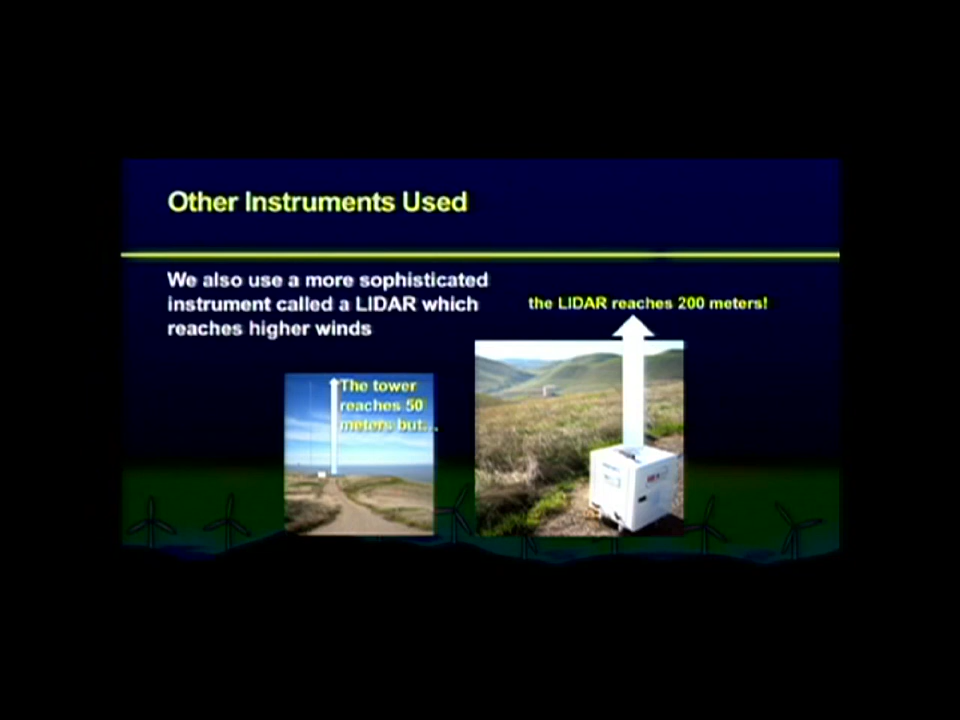 Other Instruments Used
We also use a more sophisticated
instrument called a LIDAR which
reaches higher winds
the LIDAR reaches 200 meters!
The tower
reaches 50
meters but...